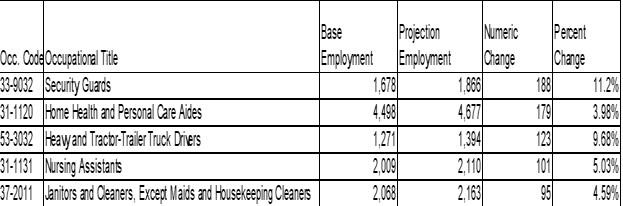 Occ. Code Occupational Title Base Employment Projection Employment Numeric Change Percent Change
33-9032 Security Guards 1,678 1,866 188 11.2%
31-1120 Home Health and Personal Care Aides 4,498 4,677 179 3.98%
53-3032 Heavy and Tractor-Trailer Truck Drivers 1,271 1,394 123 9.68%
31-1131 Nursing Assistants 2,009 2,110 101 5.03%
37-2011 Janitors and Cleaners, Except Maids and Housekeeping Cleaners 2,068 2,163 95 4.59%